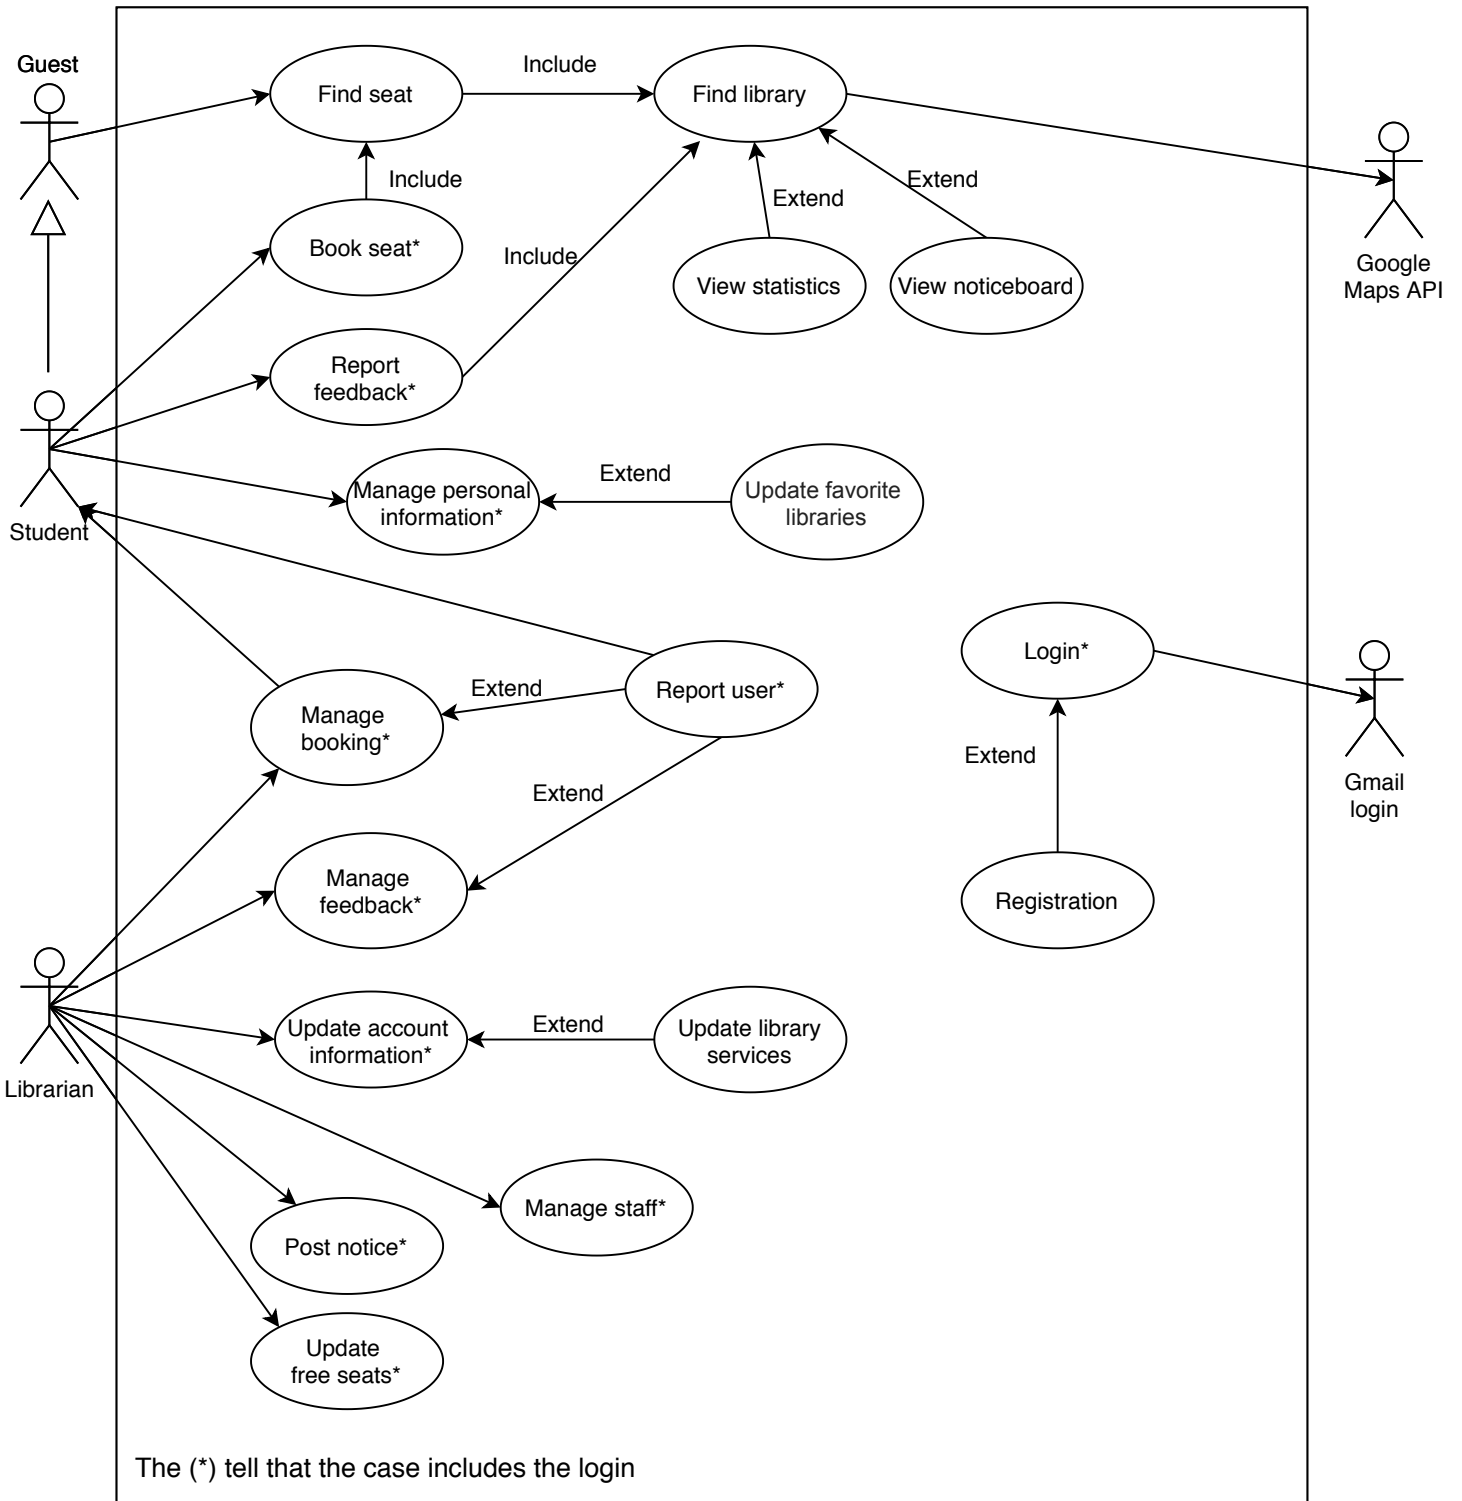 Guest
Find seat
Include
Find library
Include
Extend
Extend
Google
Maps API
Book seat*
Include
View statistics
View noticeboard
Report
feedback*
Student
Manage personal
information*
Extend
Update favorite
libraries
Login*
Report user*
Extend
Manage
booking*
Extend
Gmail
login
Extend
Manage
feedback*
Registration
Librarian
Update account
information*
Extend
Update library
services
Manage staff*
Post notice*
Update
free seats*
The (*) tell that the case includes the login